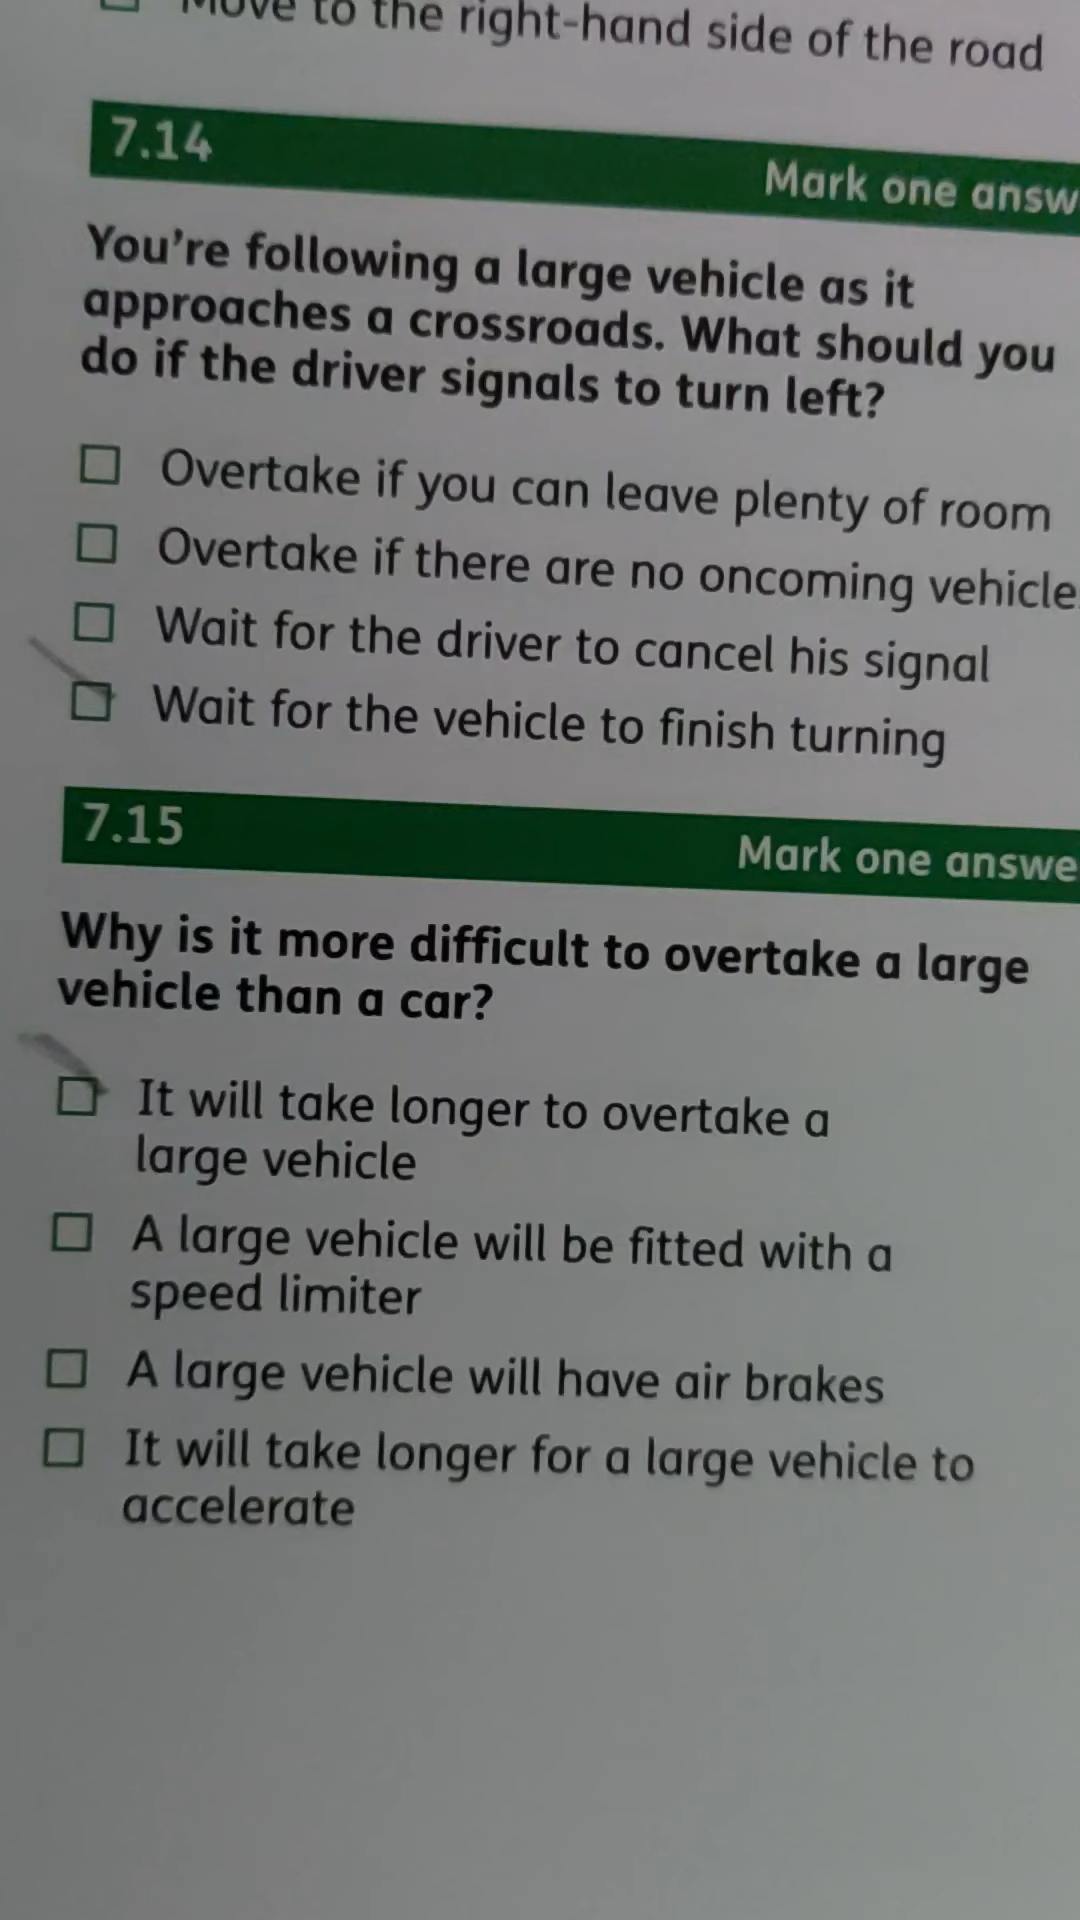 Move to the right-hand side of the road
7.14
Mark one answ
You're following a large vehicle as it
approaches a crossroads. What should you
do if the driver signals to turn left?
Overtake if you can leave plenty of room
Overtake if there are no oncoming vehicle
Wait for the driver to cancel his signal
Wait for the vehicle to finish turning
7.15
Mark one answe
Why is it more difficult to overtake a large
vehicle than a car?
It will take longer to overtake a
large vehicle
A large vehicle will be fitted with a
speed limiter
A large vehicle will have air brakes
It will take longer for a large vehicle to
accelerate